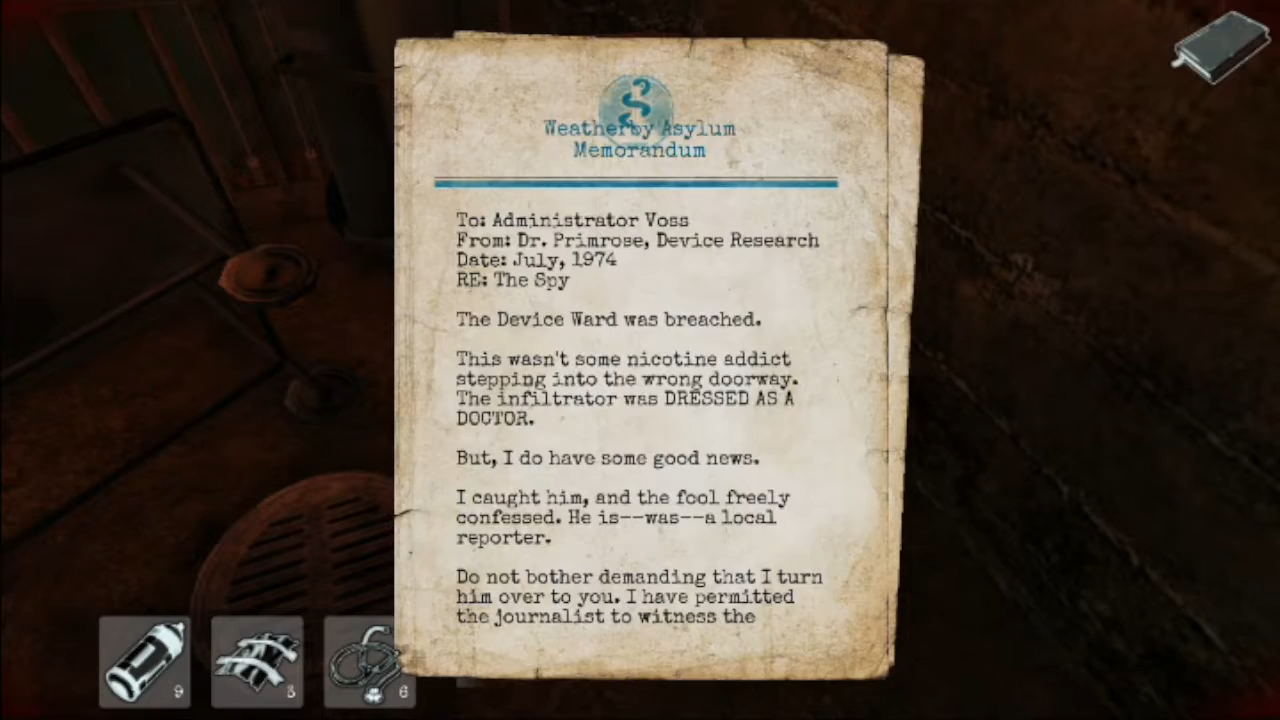 Weatherby Asylum
Memorandum
To: Administrator Voss
From: Dr. Primrose, Device Research
Date: July, 1974
RE: The Spy
The Device Ward was breached.
This wasn't some nicotine addict
stepping into the wrong doorway.
The infiltrator was DRESSED AS A
DOCTOR.
But, I do have some good news.
I caught him, and the fool freely
confessed. He is--was--a local
reporter.
Do not bother demanding that I turn
him over to you. I have permitted
the journalist to witness the
9
3
6